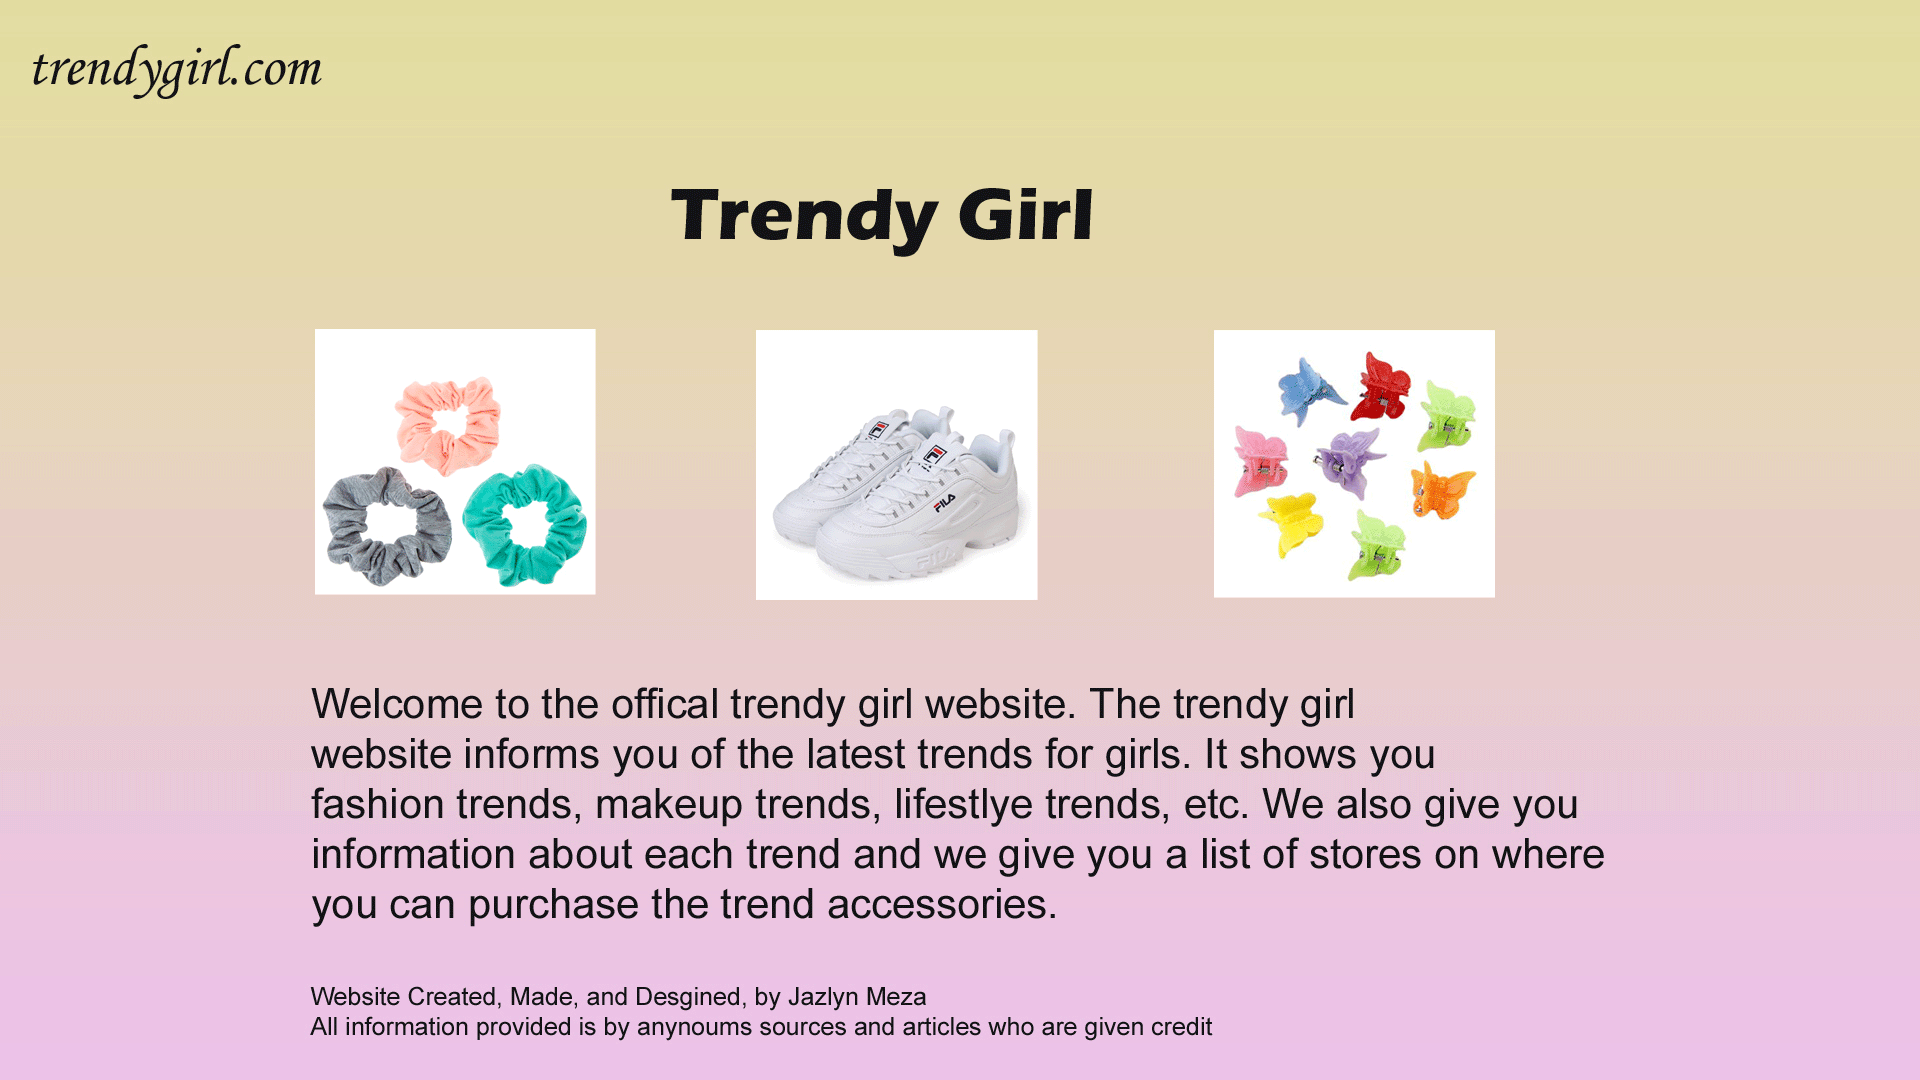 trendygirl.com
Trendy Girl
FILA
FILA
Welcome to the offical trendy girl website. The trendy girl
website informs you of the latest trends for girls. It shows you
fashion trends, makeup trends, lifestlye trends, etc. We also give you
information about each trend and we give you a list of stores on where
you can purchase the trend accessories.
Website Created, Made, and Desgined, by Jazlyn Meza
All information provided is by anynoums sources and articles who are given credit